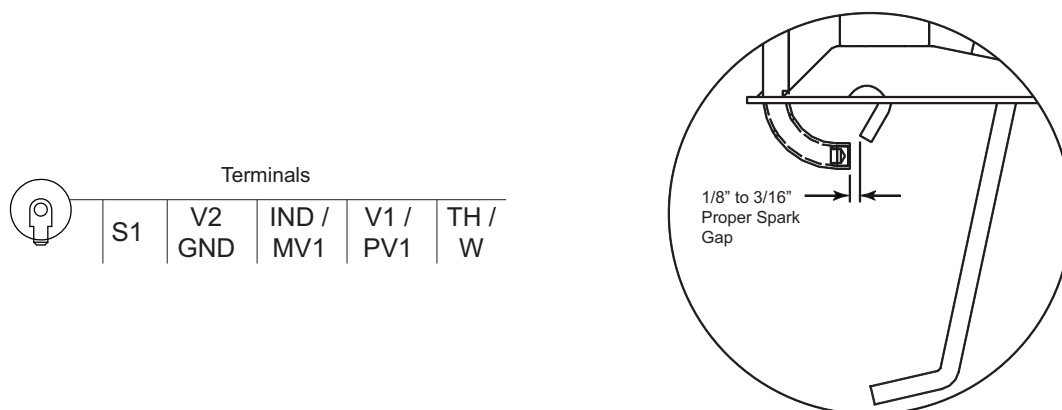 Terminals
S1
V2
GND
IND /
MV1
V1 /
PV1
TH /
W
1/8” to 3/16”
Proper Spark
Gap